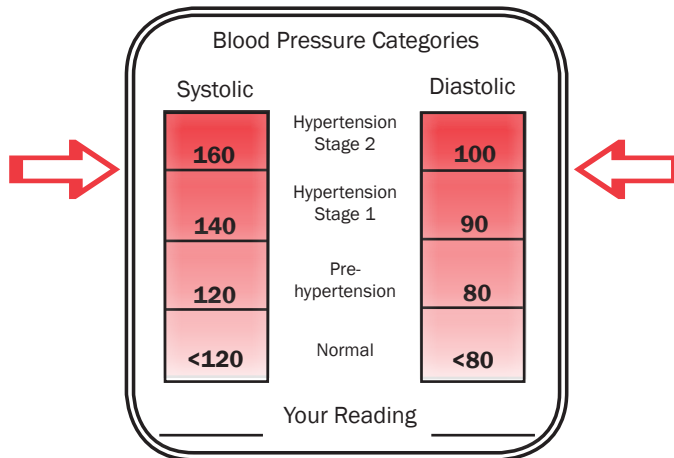 Blood Pressure Categories
Systolic
Diastolic
Hypertension
Stage 2
160
100
Hypertension
Stage 1
140
90
Pre-
hypertension
120
80
Normal
<120
<80
Your Reading